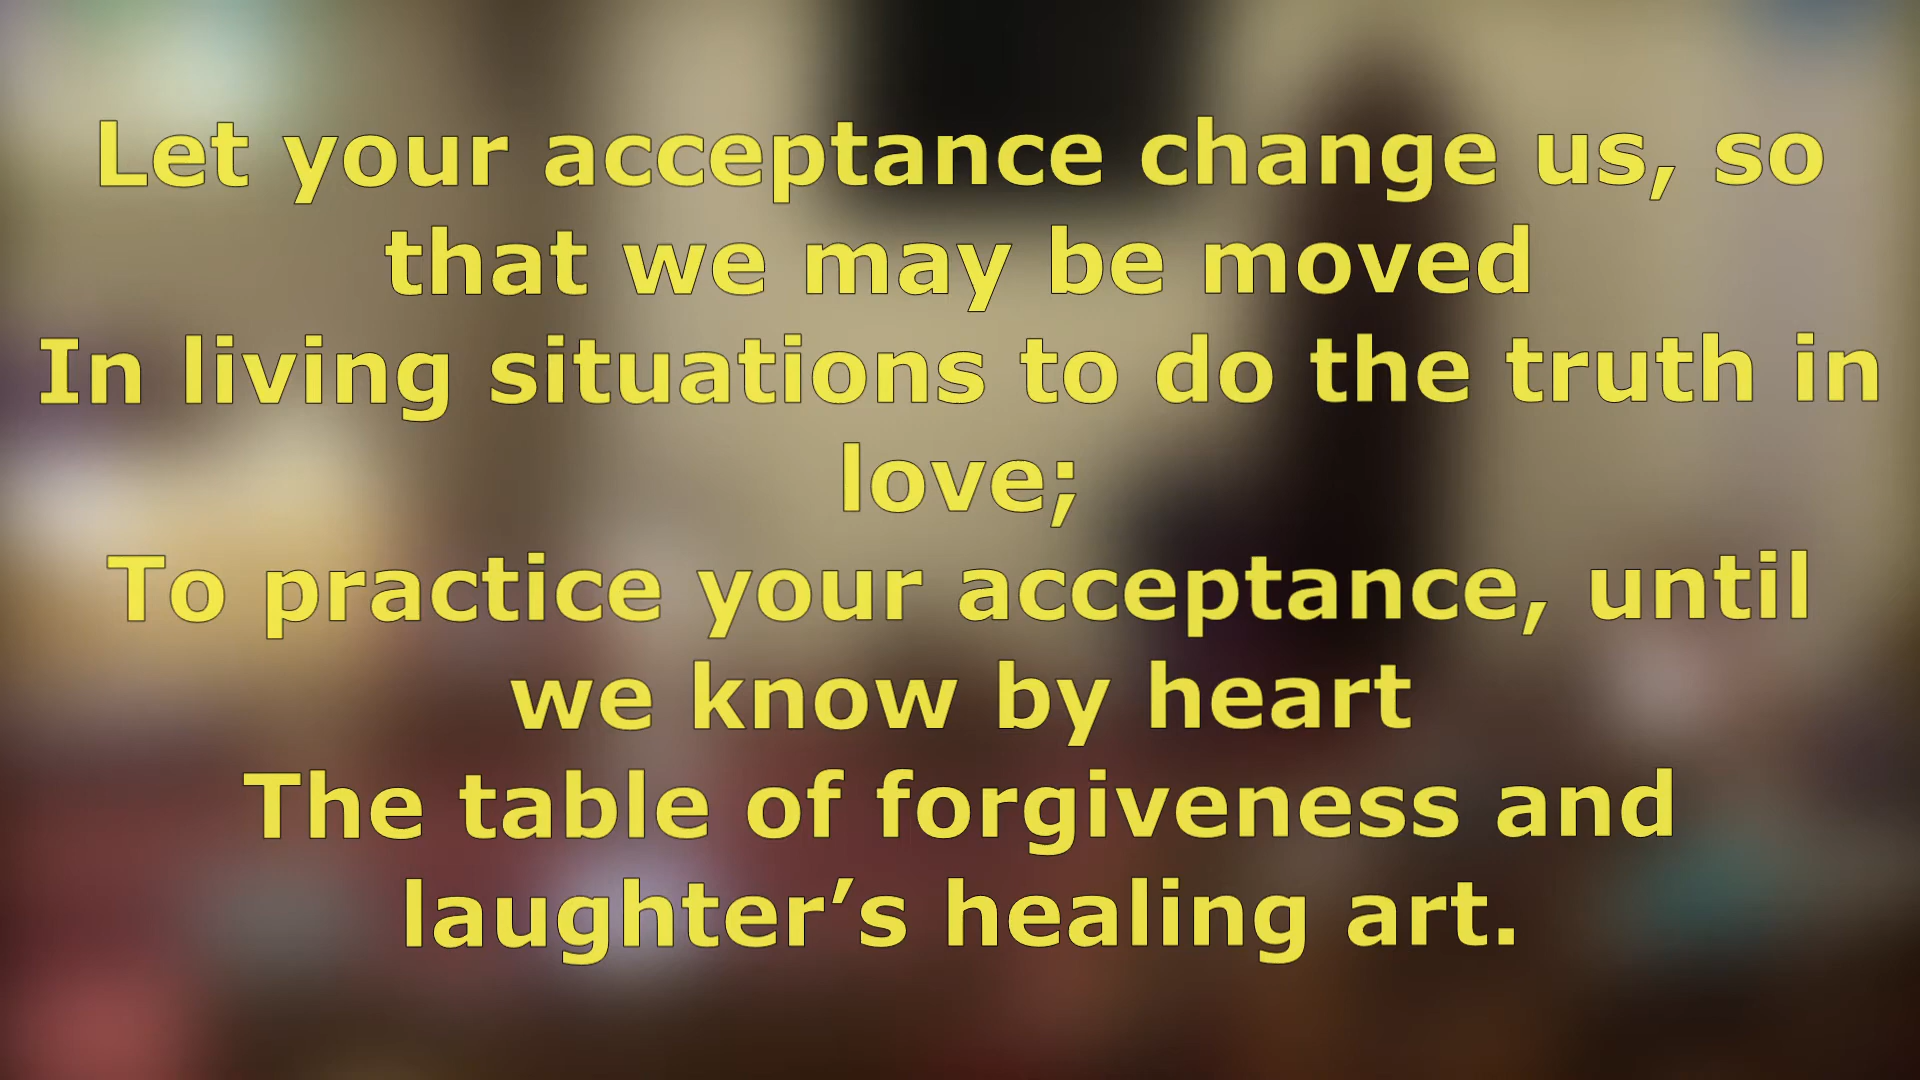 Let your acceptance change us, so
that we may be moved
In living situations to do the truth in
love;
To practice your acceptance, until
we know by heart
The table of forgiveness and
laughter’s healing art.